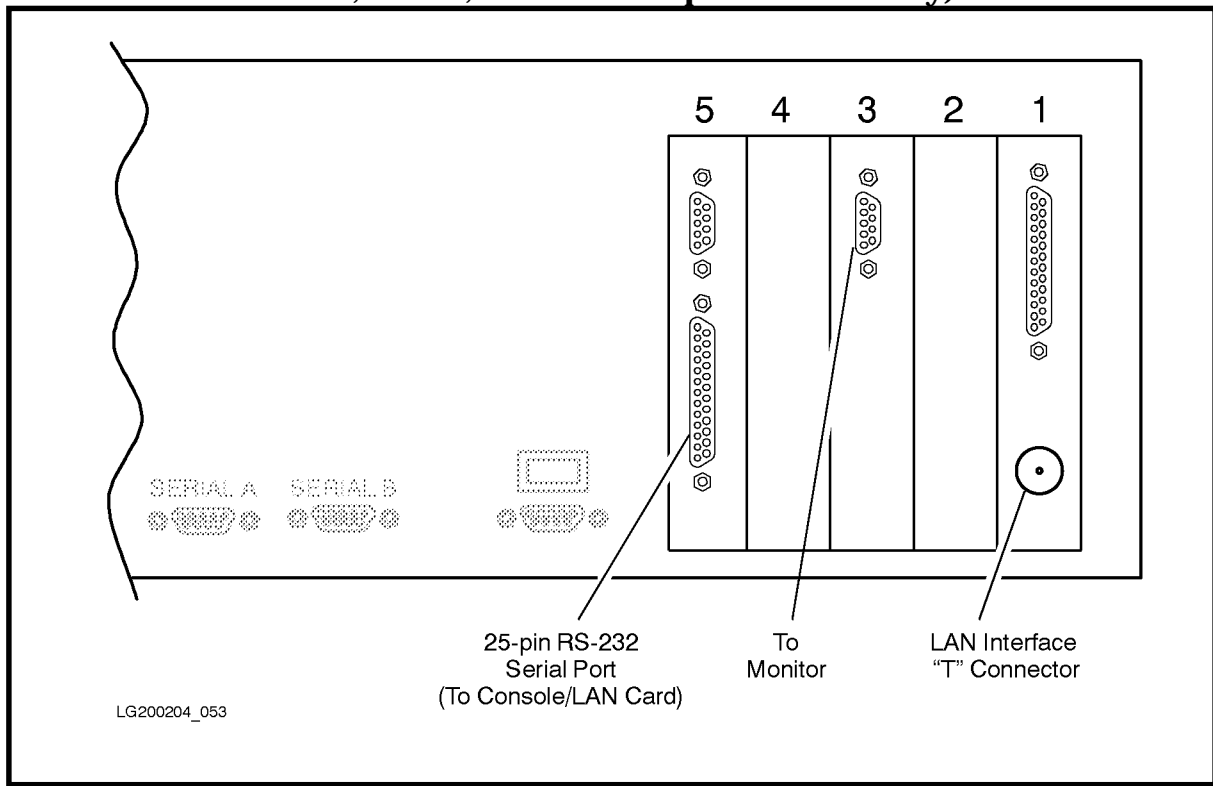 5 4 3 2 1
SERIAL A SERIAL B
25-pin RS-232
Serial Port
(To Console/LAN Card)
To
Monitor
LAN Interface
“T” Connector
LG200204_053